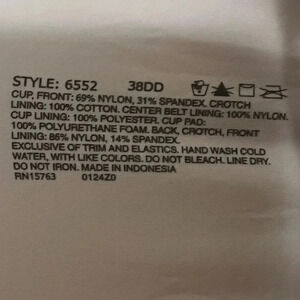 STYLE: 6552 38DD
CUP, FRONT: 69% NYLON, 31% SPANDEX. CROTCH
LINING: 100% COTTON. CENTER BELT LINING: 100% NYLON.
CUP LINING: 100% POLYESTER. CUP PAD:
100% POLYURETHANE FOAM. BACK, CROTCH, FRONT
LINING: 86% NYLON, 14% SPANDEX.
EXCLUSIVE OF TRIM AND ELASTICS. HAND WASH COLD
WATER, WITH LIKE COLORS. DO NOT BLEACH. LINE DRY.
DO NOT IRON. MADE IN INDONESIA
RN15763 0124Z0